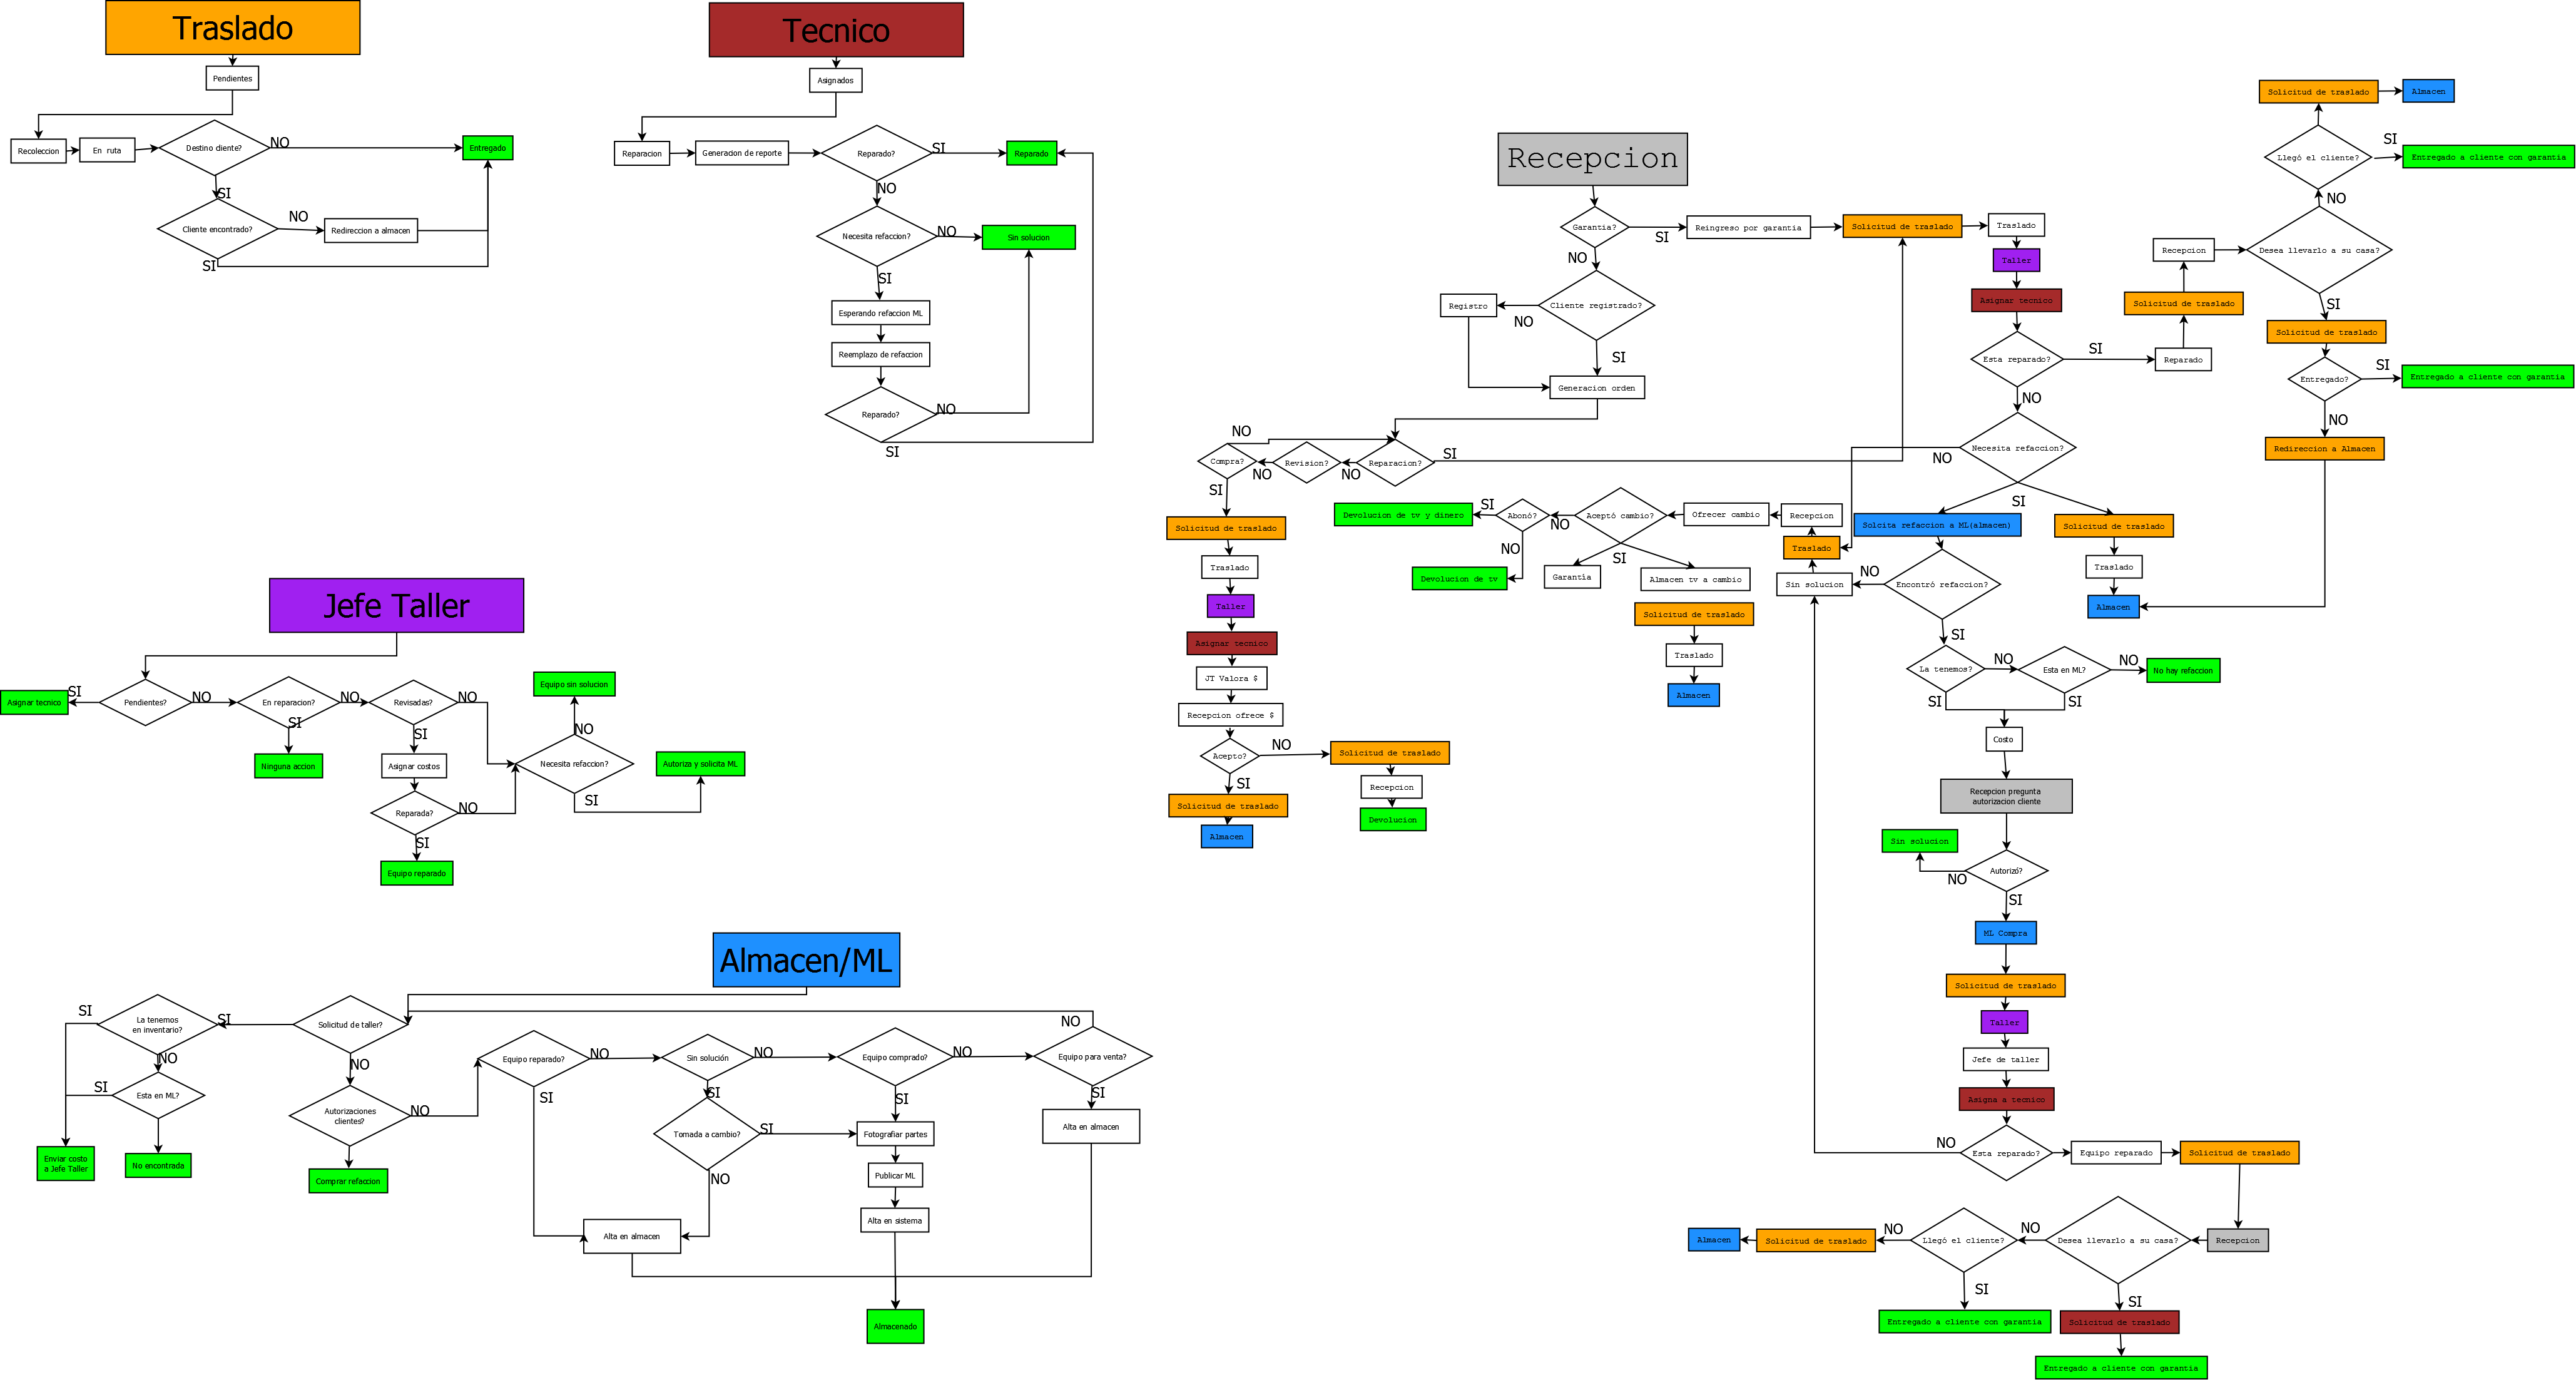 Traslado
Pendientes
Recoleccion
En ruta
Destino cliente?
NO
Entregado
SI
Cliente encontrado?
NO
Redireccion a almacen
SI
Tecnico
Asignados
Reparacion
Generacion de reporte
Reparado?
SI
Reparado
NO
Necesita refaccion?
NO
Sin solucion
SI
Esperando refaccion ML
Reemplazo de refaccion
Reparado?
NO
SI
Jefe Taller
Asignar tecnico
SI
Pendientes?
NO
En reparacion?
NO
Revisadas?
NO
SI
Ninguna accion
SI
Asignar costos
Reparada?
NO
SI
Equipo reparado
Equipo sin solucion
NO
Necesita refaccion?
SI
Autoriza y solicita ML
Almacen/ML
SI
La tenemos
en inventario?
SI
Solicitud de taller?
NO
Esta en ML?
SI
Enviar costo
a Jefe Taller
No encontrada
NO
Autorizaciones
clientes?
NO
Comprar refaccion
Equipo reparado?
NO
Sin solución
NO
Equipo comprado?
NO
Equipo para venta?
NO
SI
SI
Tomada a cambio?
SI
NO
SI
Fotografiar partes
Publicar ML
Alta en sistema
SI
Alta en almacen
Alta en almacen
Almacenado
Recepcion
Garantia?
SI
Reingreso por garantia
Solicitud de traslado
Traslado
Taller
Asignar tecnico
NO
Cliente registrado?
Registro
NO
SI
Generacion orden
Reparacion?
SI
NO
Revision?
NO
Compra?
NO
SI
Solicitud de traslado
Traslado
Taller
Asignar tecnico
JT Valora $
Recepcion ofrece $
Acepto?
NO
Solicitud de traslado
Recepcion
Devolucion
SI
Solicitud de traslado
Almacen
Esta reparado?
SI
Reparado
Solicitud de traslado
Recepcion
Desea llevarlo a su casa?
NO
Llegó el cliente?
SI
Entregado a cliente con garantia
Solicitud de traslado
Almacen
SI
Solicitud de traslado
Entregado?
SI
Entregado a cliente con garantia
NO
Redireccion a Almacen
NO
Necesita refaccion?
NO
SI
Solcita refaccion a ML(almacen)
Solicitud de traslado
Traslado
Almacen
Traslado
Recepcion
Ofrecer cambio
Aceptó cambio?
NO
Abonó?
SI
Devolucion de tv y dinero
NO
Devolucion de tv
SI
Garantia
Almacen tv a cambio
Solicitud de traslado
Traslado
Almacen
Encontró refaccion?
NO
Sin solucion
SI
La tenemos?
NO
Esta en ML?
NO
No hay refaccion
SI
SI
Costo
Recepcion pregunta
autorizacion cliente
Autorizó?
NO
Sin solucion
SI
ML Compra
Solicitud de traslado
Taller
Jefe de taller
Asigna a tecnico
Esta reparado?
NO
Equipo reparado
Solicitud de traslado
Recepcion
Desea llevarlo a su casa?
NO
Llegó el cliente?
NO
Solicitud de traslado
Almacen
SI
Entregado a cliente con garantia
SI
Solicitud de traslado
Entregado a cliente con garantia